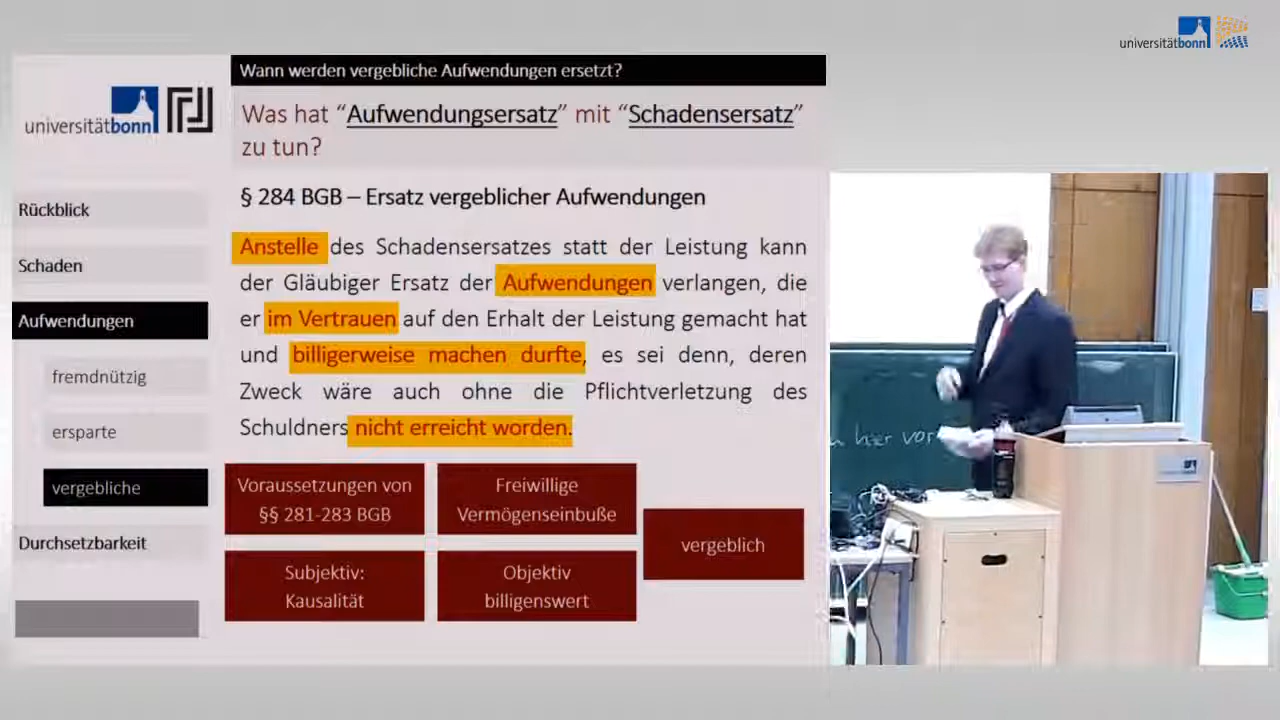 universitätbonn
Wann werden vergebliche Aufwendungen ersetzt?
universitätbonn
Was hat “Aufwendungsersatz” mit “Schadensersatz”
zu tun?
§ 284 BGB – Ersatz vergeblicher Aufwendungen
Anstelle des Schadensersatzes statt der Leistung kann
der Gläubiger Ersatz der Aufwendungen verlangen, die
er im Vertrauen auf den Erhalt der Leistung gemacht hat
und billigerweise machen durfte, es sei denn, deren
Zweck wäre auch ohne die Pflichtverletzung des
Schuldners nicht erreicht worden.
Rückblick
Schaden
Aufwendungen
fremdnützig
ersparte
vergebliche
Durchsetzbarkeit
Voraussetzungen von
§§ 281-283 BGB
Freiwillige
Vermögenseinbuße
Subjektiv:
Kausalität
Objektiv
billigenswert
vergeblich
hier vor